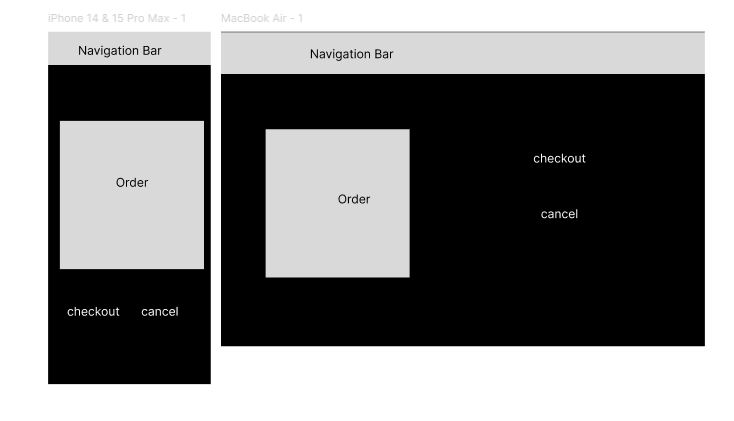 iPhone 14 & 15 Pro Max - 1
Navigation Bar
Order
checkout cancel
MacBook Air - 1
Navigation Bar
Order
checkout
cancel